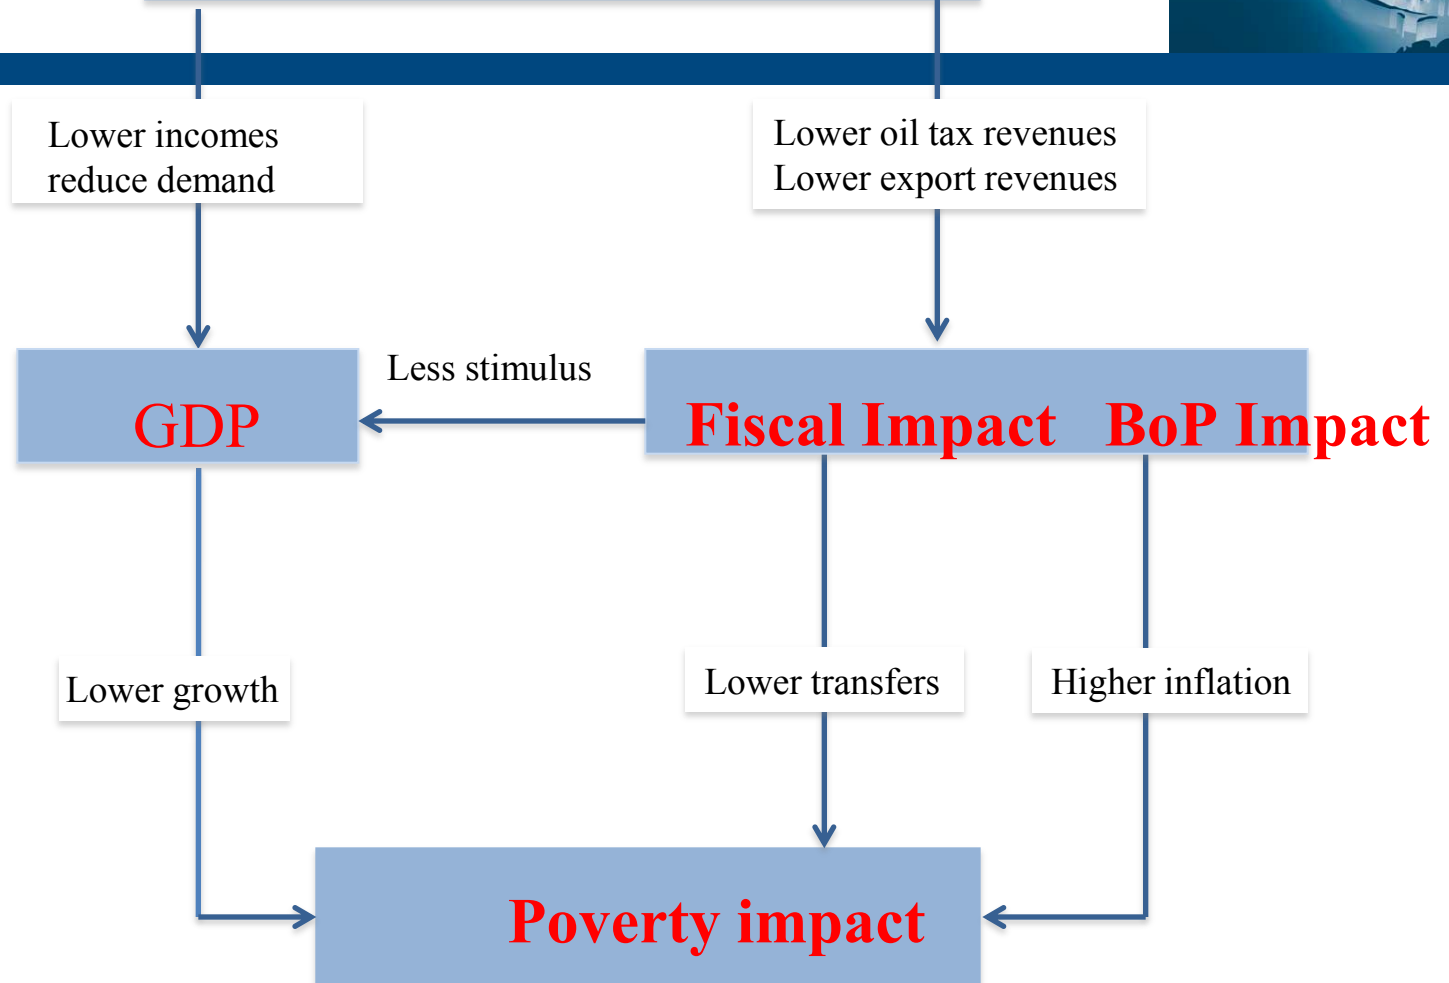 Lower incomes
reduce demand
Lower oil tax revenues
Lower export revenues
Less stimulus
GDP
Fiscal Impact BoP Impact
Lower growth
Lower transfers
Higher inflation
Poverty impact